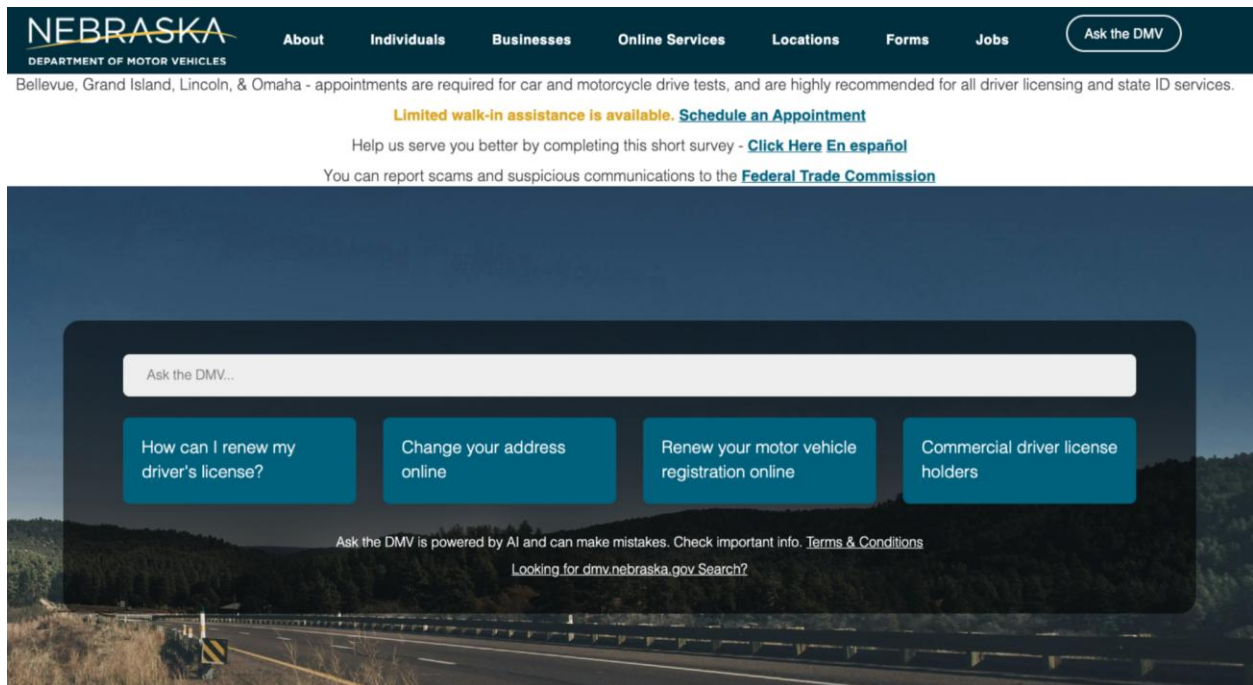 NEBRASKA
DEPARTMENT OF MOTOR VEHICLES
About Individuals Businesses Online Services Locations Forms Jobs Ask the DMV
Bellevue, Grand Island, Lincoln, & Omaha - appointments are required for car and motorcycle drive tests, and are highly recommended for all driver licensing and state ID services.
Limited walk-in assistance is available. Schedule an Appointment
Help us serve you better by completing this short survey - Click Here En español
You can report scams and suspicious communications to the Federal Trade Commission
Ask the DMV...
How can I renew my
driver's license?
Change your address
online
Renew your motor vehicle
registration online
Commercial driver license
holders
Ask the DMV is powered by AI and can make mistakes. Check important info. Terms & Conditions
Looking for dmv.nebraska.gov Search?